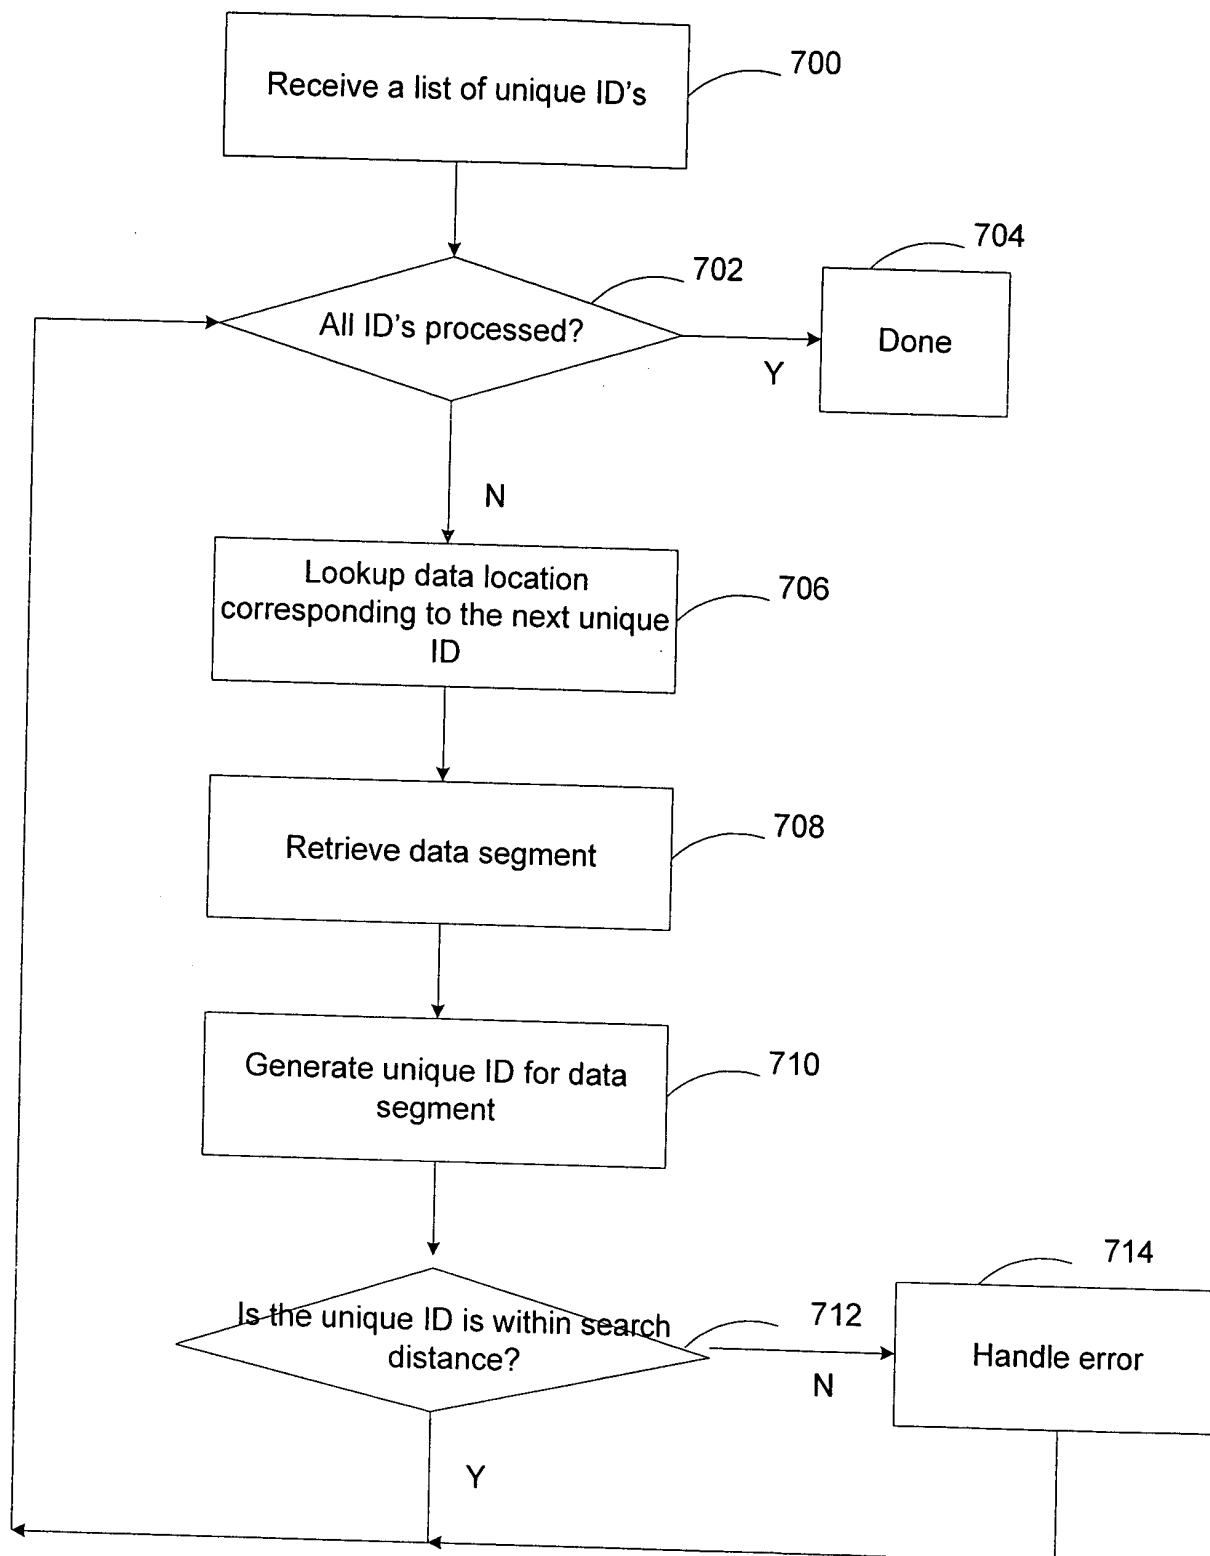 Receive a list of unique ID's
700
704
702
All ID's processed?
Done
Y
N
Lookup data location
corresponding to the next unique
ID
706
Retrieve data segment
708
Generate unique ID for data
segment
710
714
Is the unique ID is within search
distance?
712
Handle error
N
Y